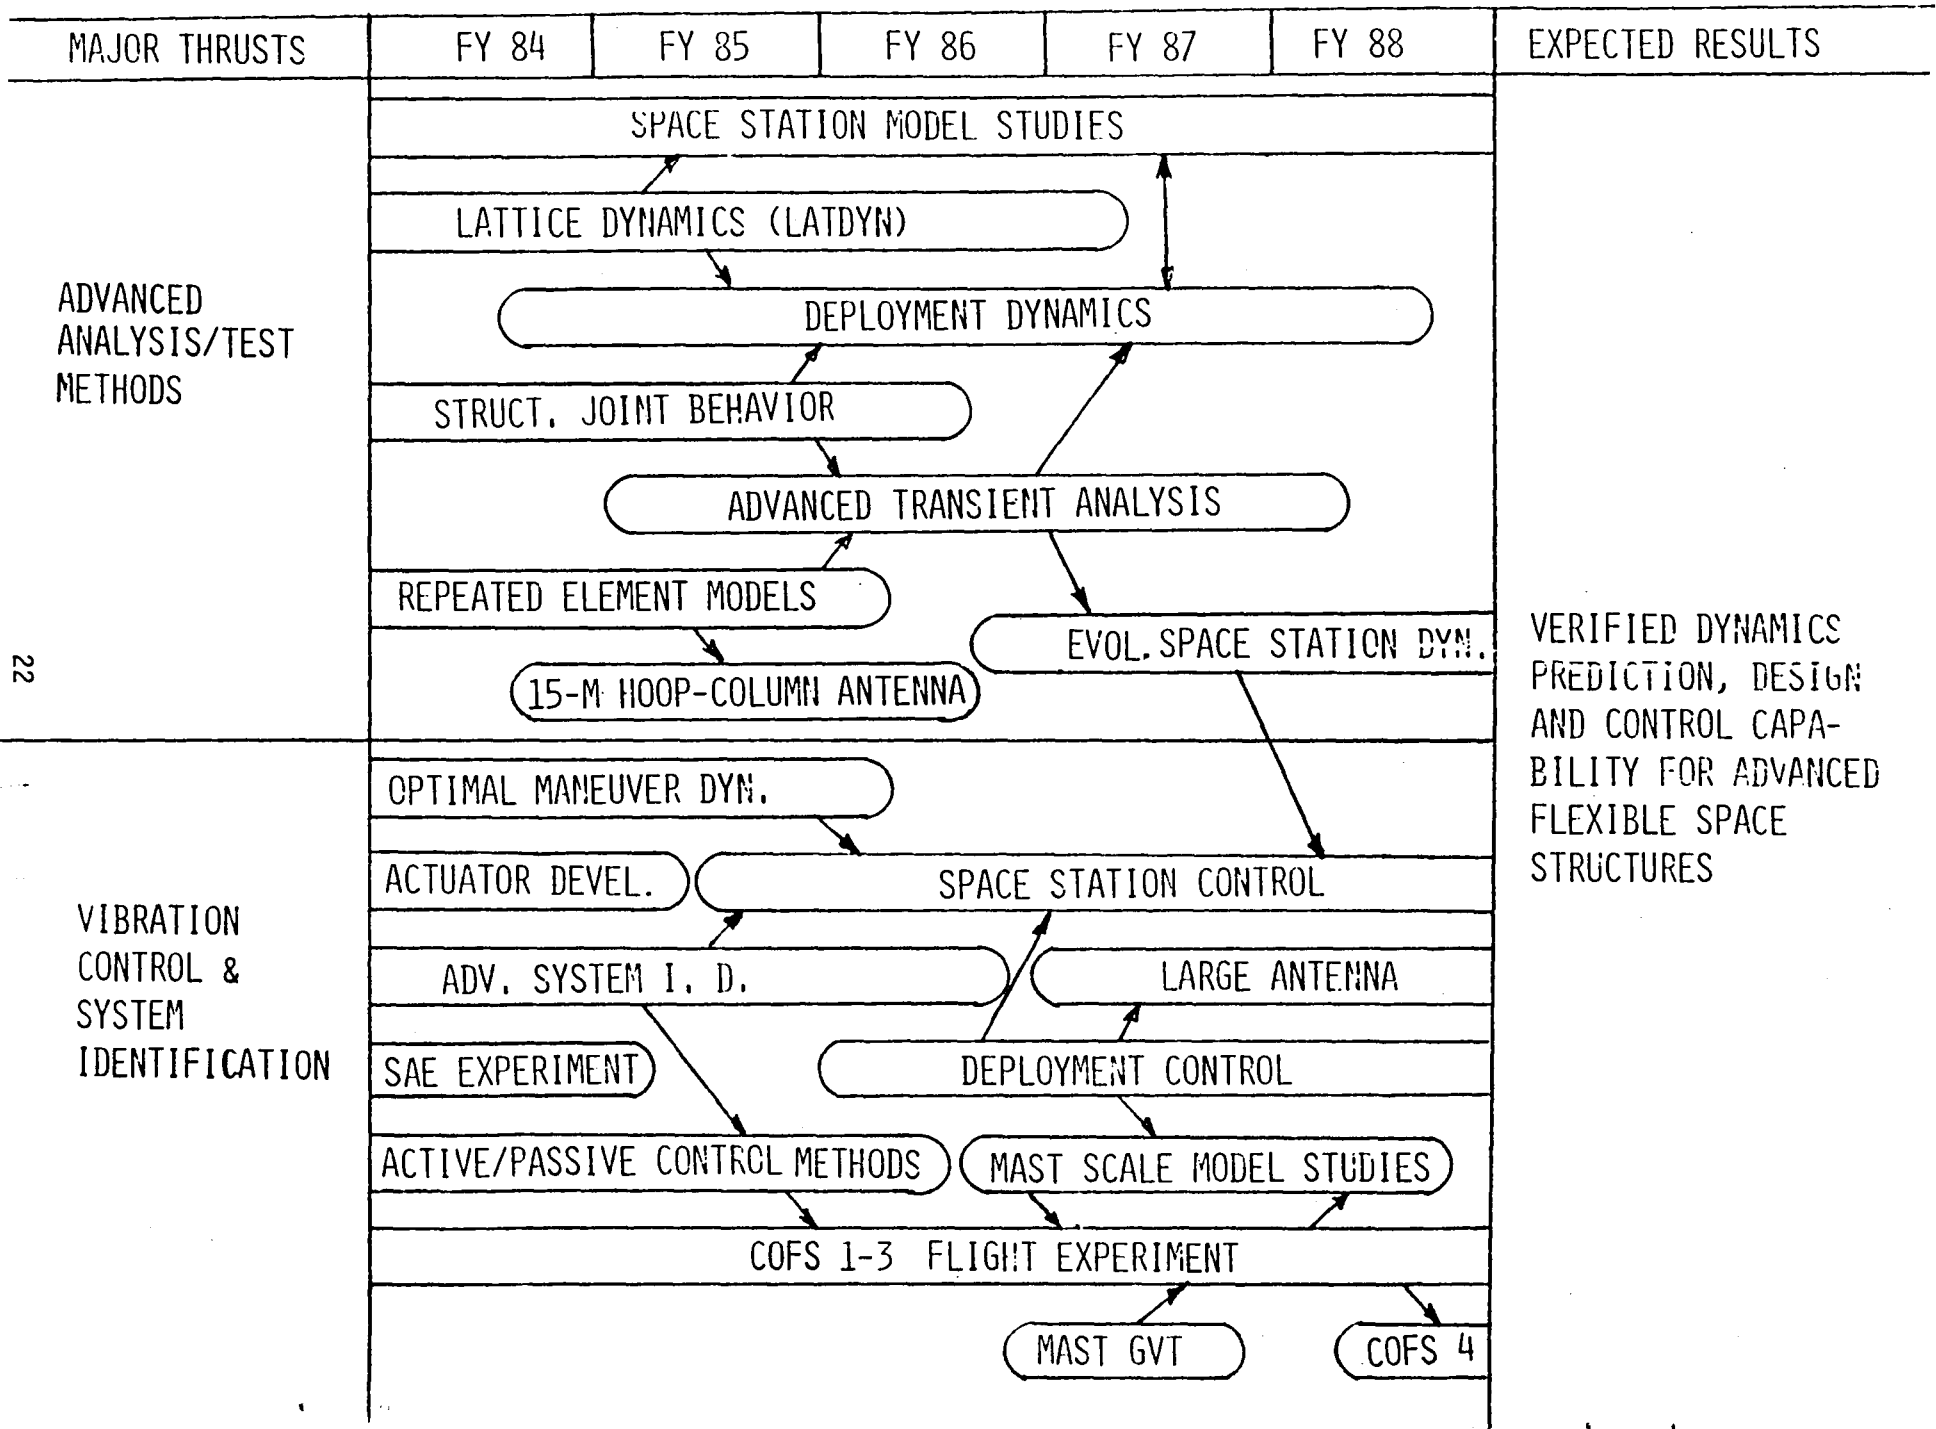 MAJOR THRUSTS
FY 84
FY 85
FY 86
FY 87
FY 88
EXPECTED RESULTS
ADVANCED
ANALYSIS/TEST
METHODS
SPACE STATION MODEL STUDIES
LATTICE DYNAMICS (LATDYN)
DEPLOYMENT DYNAMICS
STRUCT. JOINT BEHAVIOR
ADVANCED TRANSIENT ANALYSIS
REPEATED ELEMENT MODELS
EVOL. SPACE STATION DYN.
15-M HOOP-COLUMN ANTENNA
VIBRATION
CONTROL &
SYSTEM
IDENTIFICATION
OPTIMAL MANEUVER DYN.
ACTUATOR DEVEL.
SPACE STATION CONTROL
ADV. SYSTEM I. D.
LARGE ANTENNA
SAE EXPERIMENT
DEPLOYMENT CONTROL
ACTIVE/PASSIVE CONTROL METHODS
MAST SCALE MODEL STUDIES
COFS 1-3 FLIGHT EXPERIMENT
MAST GVT
COFS 4
VERIFIED DYNAMICS
PREDICTION, DESIGN
AND CONTROL CAPA-
BILITY FOR ADVANCED
FLEXIBLE SPACE
STRUCTURES
22